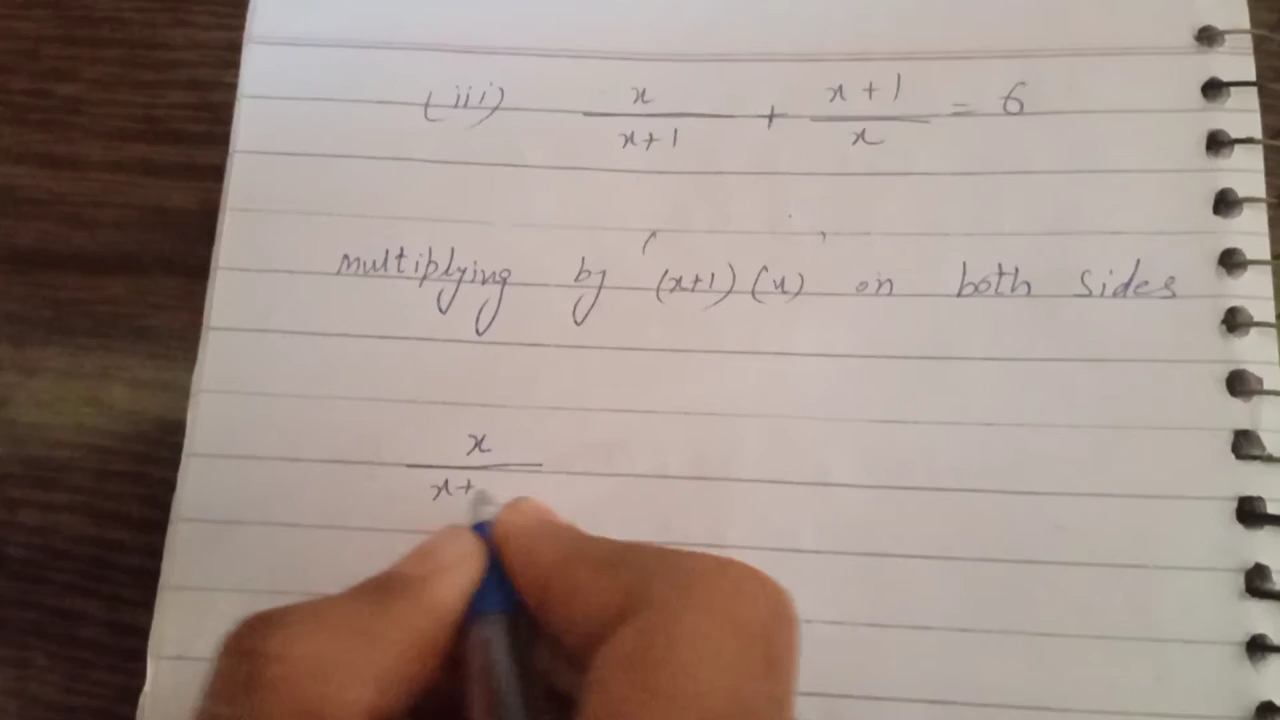 (iii) x/x+1 + x+1/x = 6
multiplying by (x+1) (x) on both sides
x/x+